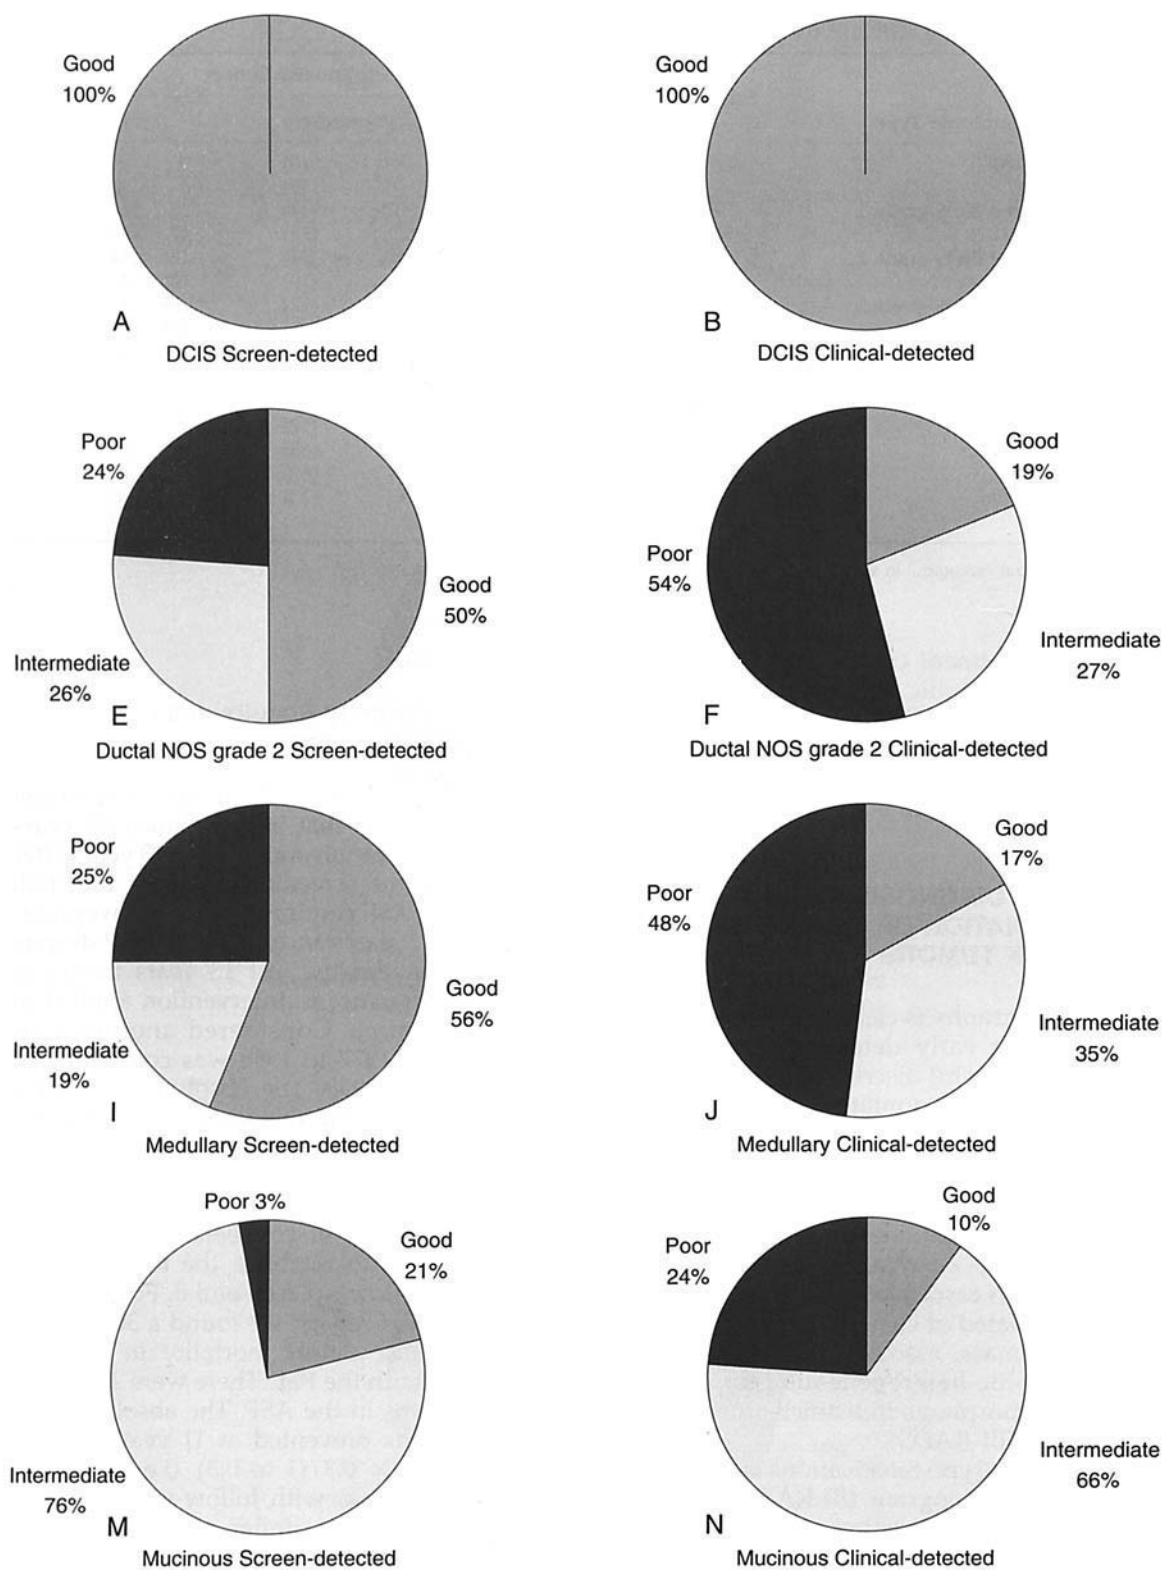 Good
100%
A
DCIS Screen-detected
Good
100%
B
DCIS Clinical-detected
Poor
24%
Good
50%
Intermediate
26%
E
Ductal NOS grade 2 Screen-detected
Good
19%
Poor
54%
Intermediate
27%
F
Ductal NOS grade 2 Clinical-detected
Poor
25%
Good
56%
Intermediate
19%
I
Medullary Screen-detected
Good
17%
Poor
48%
Intermediate
35%
J
Medullary Clinical-detected
Poor 3%
Good
21%
Intermediate
76%
M
Mucinous Screen-detected
Good
10%
Poor
24%
Intermediate
66%
N
Mucinous Clinical-detected